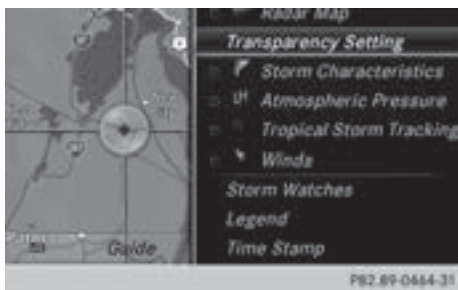 Radar Map
Transparency Setting
Storm Characteristics
LH Atmospheric Pressure
Tropical Storm Tracking
Winds
Storm Watches
Legend
Guide
Time Stamp
P82.89-0464-31